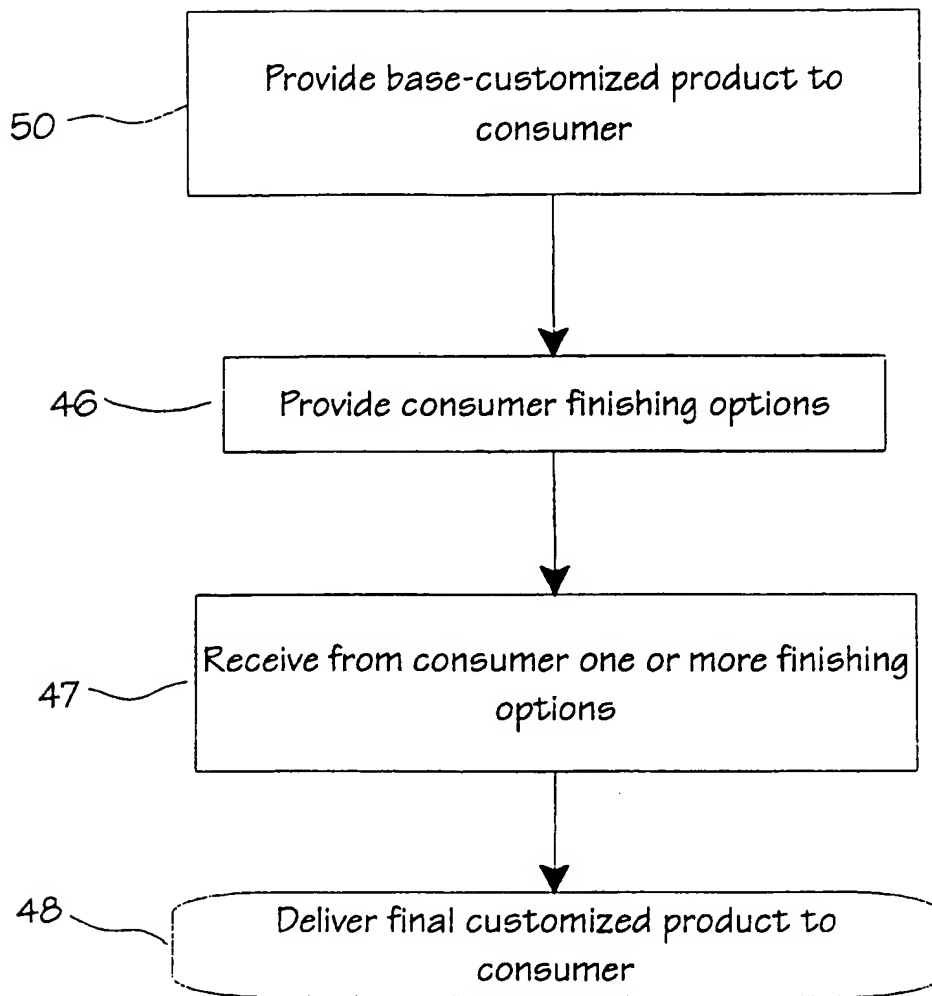 50
Provide base-customized product to
consumer
46
Provide consumer finishing options
47
Receive from consumer one or more finishing
options
48
Deliver final customized product to
consumer